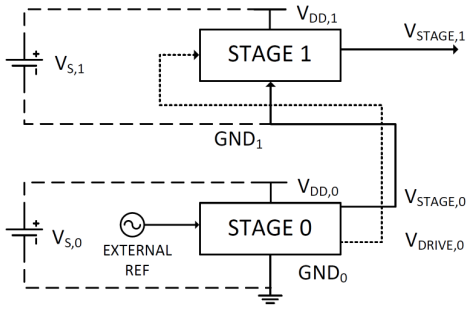 V_DD,1
V_STAGE,1
STAGE 1
V_S,1
GND_1
V_DD,0
V_STAGE,0
STAGE 0
V_S,0
EXTERNAL
REF
V_DRIVE,0
GND_0